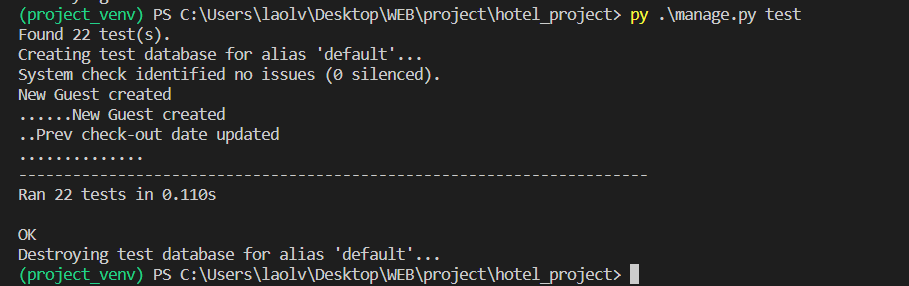 (project_venv) PS C:\Users\laolv\Desktop\WEB\project\hotel_project> py .\manage.py test
Found 22 test(s).
Creating test database for alias 'default'...
System check identified no issues (0 silenced).
New Guest created
......New Guest created
..Prev check-out date updated
..............
----------------------------------------------------------------------
Ran 22 tests in 0.110s
OK
Destroying test database for alias 'default'...
(project_venv) PS C:\Users\laolv\Desktop\WEB\project\hotel_project>